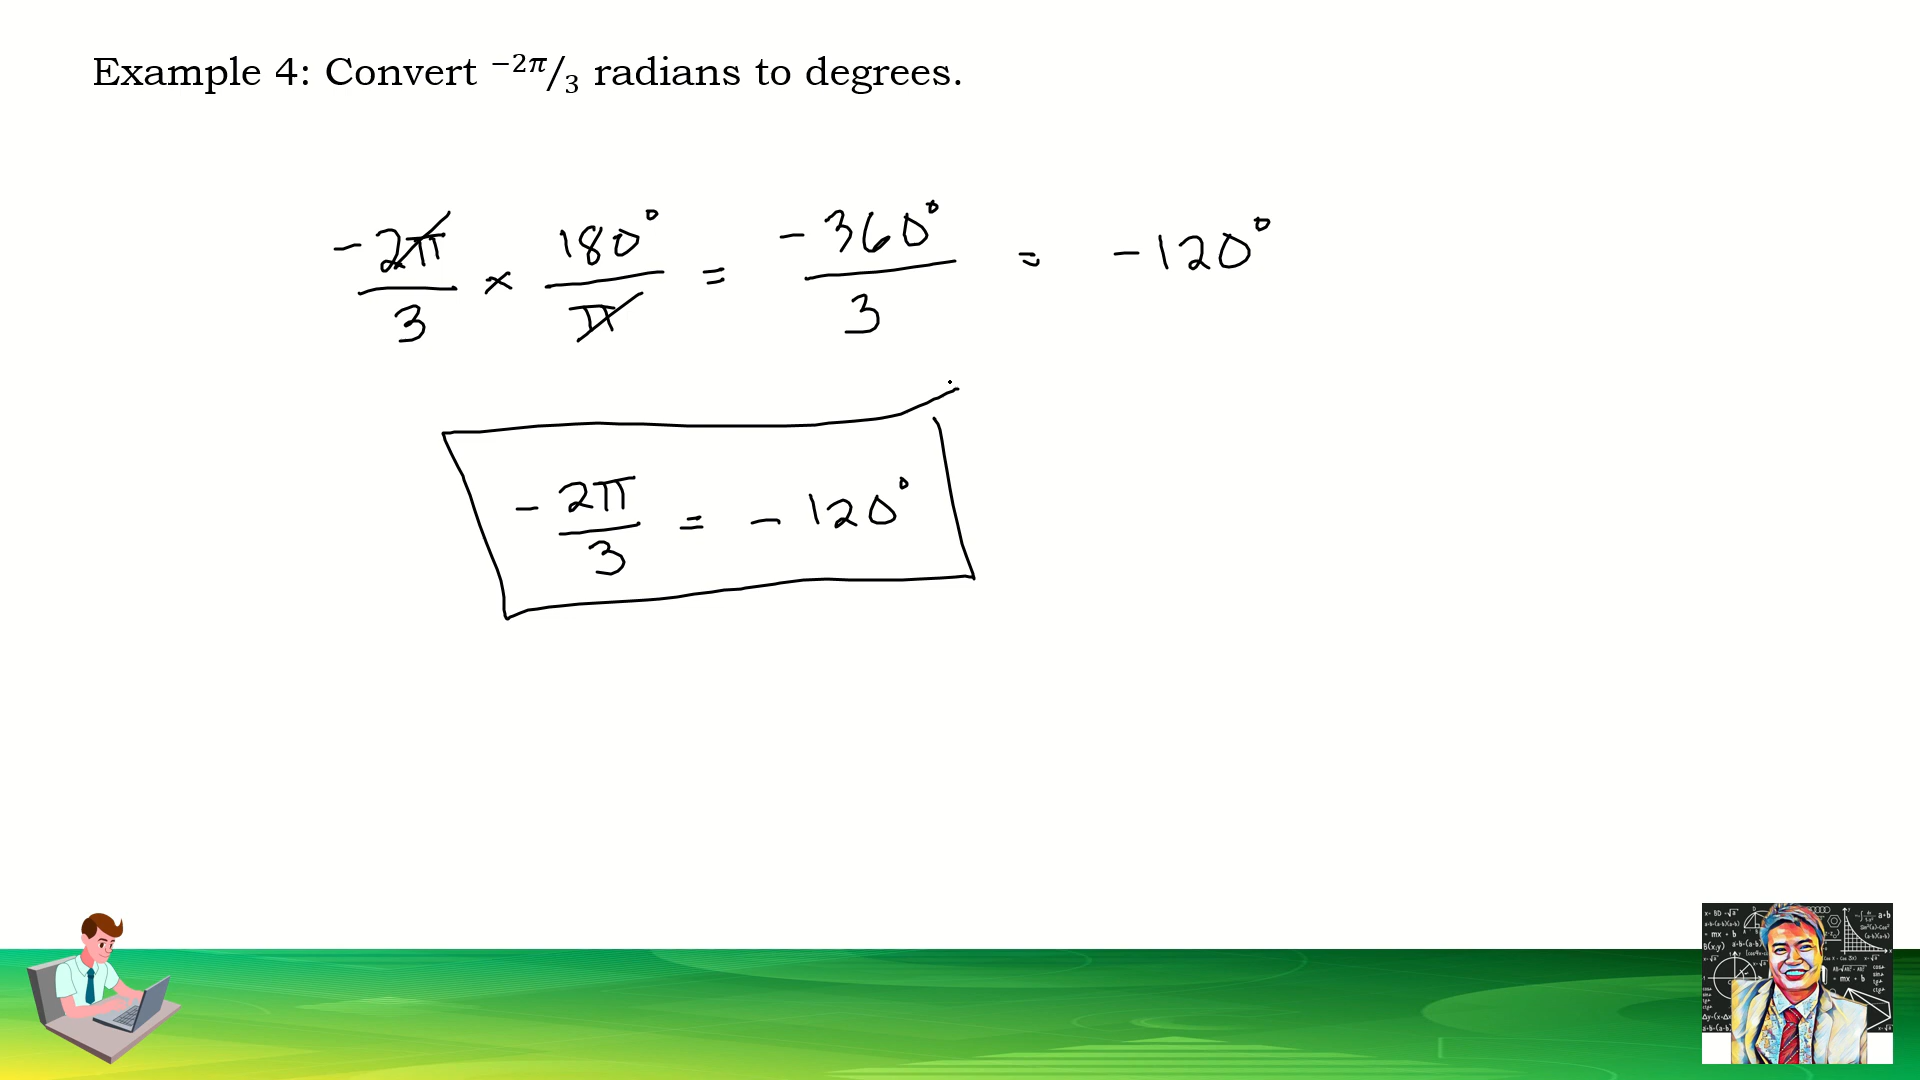 Example 4: Convert −2π/3 radians to degrees.
-2π/3 × 180°/π = -360°/3 = -120°
-2π/3 = -120°